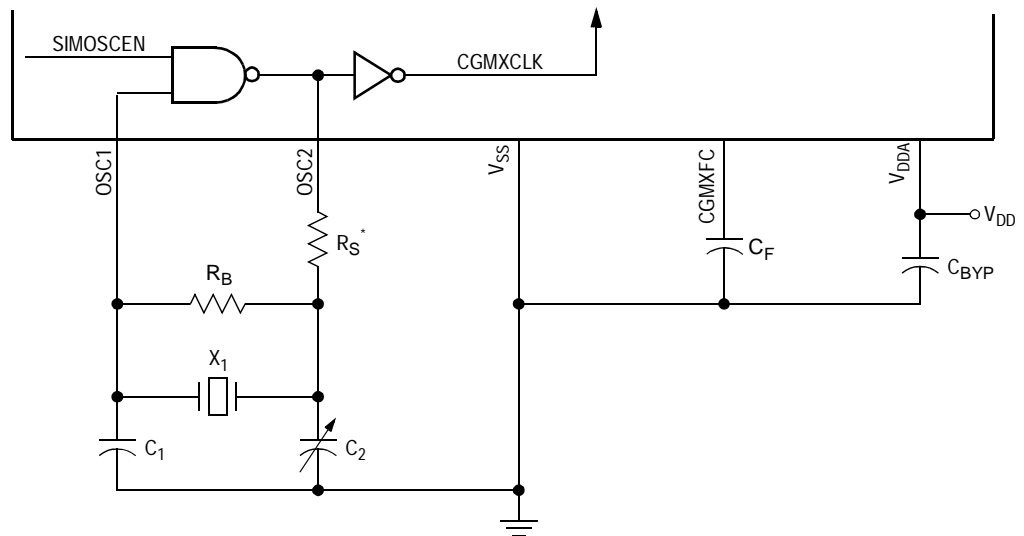 SIMOSCEN
CGMXCLK
OSC1
OSC2
VSS
CGMXFC
VDDA
VDD
RS*
CF
CBYP
RB
X1
C1
C2